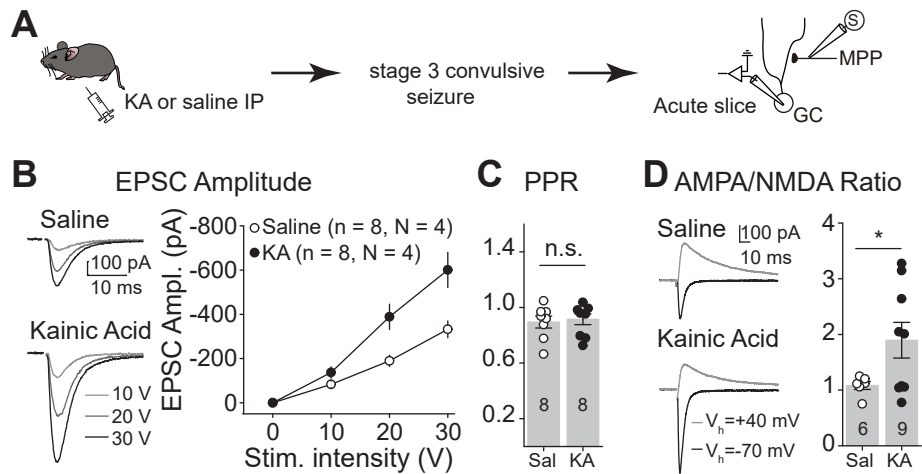 A
KA or saline IP
stage 3 convulsive
seizure
Acute slice
S
MPP
GC
B EPSC Amplitude
Saline
100 pA
10 ms
Kainic Acid
10 V
20 V
30 V
EPSC Ampl. (pA)
-800
-600
-400
-200
0
Saline (n = 8, N = 4)
KA (n = 8, N = 4)
0 10 20 30
Stim. intensity (V)
C PPR
1.4
1.0
0.6
0.2
n.s.
8 8
Sal KA
D AMPA/NMDA Ratio
Saline
100 pA
10 ms
Kainic Acid
Vh=+40 mV
Vh=-70 mV
4
3
2
1
0
*
6 9
Sal KA